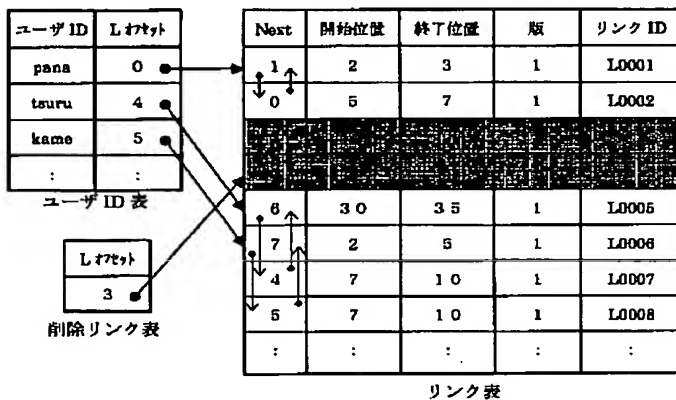 ユーザID Lオフセット
pana 0
tsuru 4
kame 5
: :
ユーザID表
Lオフセット
3
削除リンク表
Next 開始位置 終了位置 版 リンクID
1 2 3 1 L0001
0 5 7 1 L0002
6 30 35 1 L0005
7 2 5 1 L0006
4 7 10 1 L0007
5 7 10 1 L0008
: : : : :
リンク表